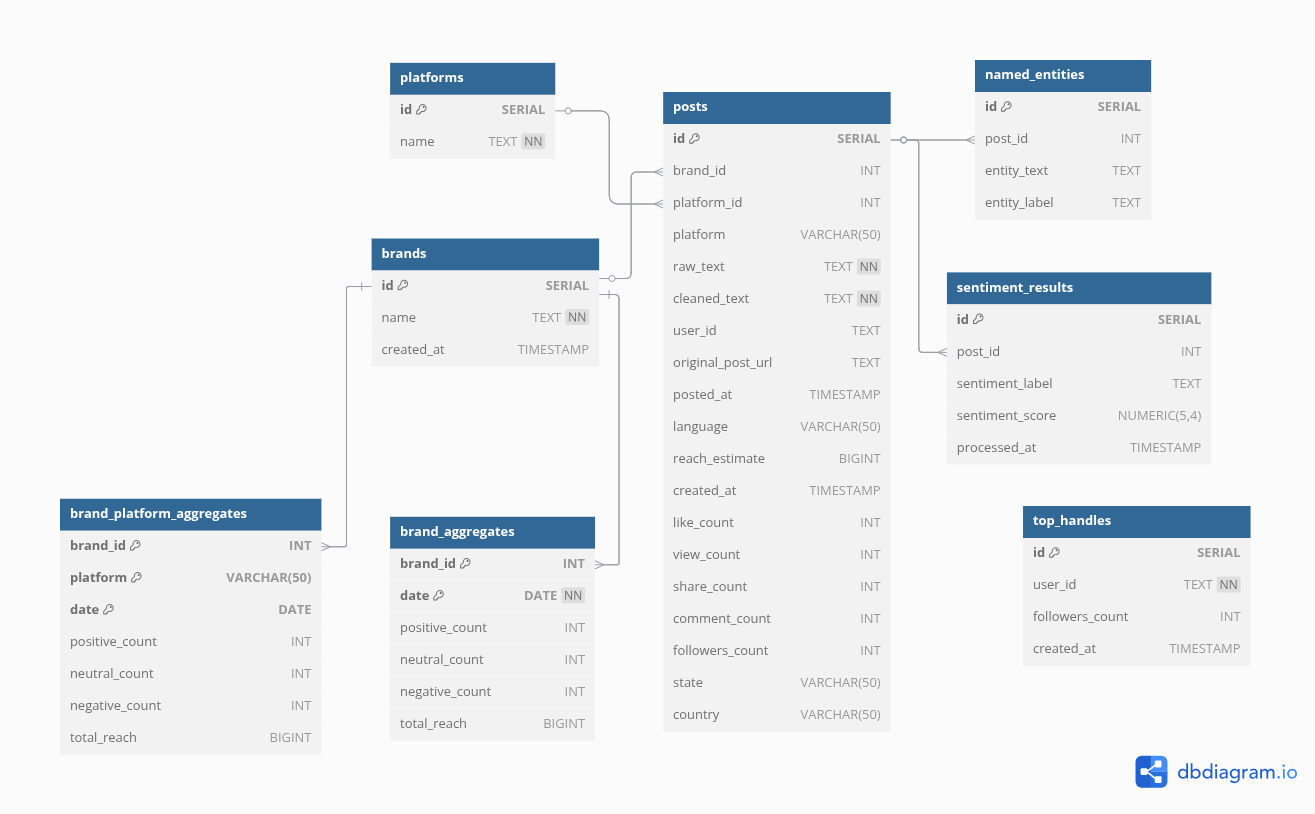 platforms
id SERIAL
name TEXT NN
brands
id SERIAL
name TEXT NN
created_at TIMESTAMP
brand_platform_aggregates
brand_id INT
platform VARCHAR(50)
date DATE
positive_count INT
neutral_count INT
negative_count INT
total_reach BIGINT
brand_aggregates
brand_id INT
date DATE NN
positive_count INT
neutral_count INT
negative_count INT
total_reach BIGINT
posts
id SERIAL
brand_id INT
platform_id INT
platform VARCHAR(50)
raw_text TEXT NN
cleaned_text TEXT NN
user_id TEXT
original_post_url TEXT
posted_at TIMESTAMP
language VARCHAR(50)
reach_estimate BIGINT
created_at TIMESTAMP
like_count INT
view_count INT
share_count INT
comment_count INT
followers_count INT
state VARCHAR(50)
country VARCHAR(50)
named_entities
id SERIAL
post_id INT
entity_text TEXT
entity_label TEXT
sentiment_results
id SERIAL
post_id INT
sentiment_label TEXT
sentiment_score NUMERIC(5,4)
processed_at TIMESTAMP
top_handles
id SERIAL
user_id TEXT NN
followers_count INT
created_at TIMESTAMP
dbdiagram.io